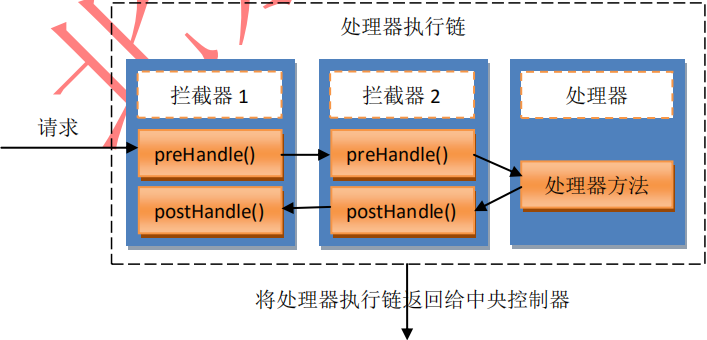 处理器执行链
拦截器 1
拦截器 2
处理器
请求
preHandle()
preHandle()
处理器方法
postHandle()
postHandle()
将处理器执行链返回给中央控制器